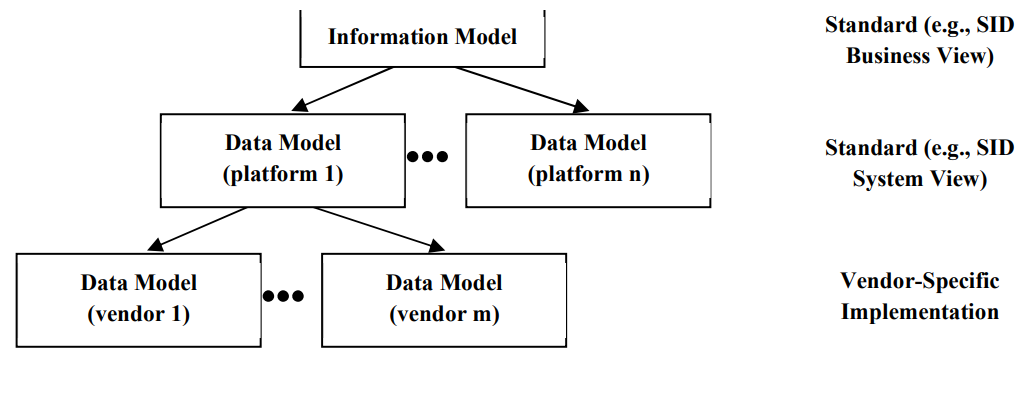 Information Model
Standard (e.g., SID
Business View)
Data Model
(platform 1)
●●●
Data Model
(platform n)
Standard (e.g., SID
System View)
Data Model
(vendor 1)
●●●
Data Model
(vendor m)
Vendor-Specific
Implementation